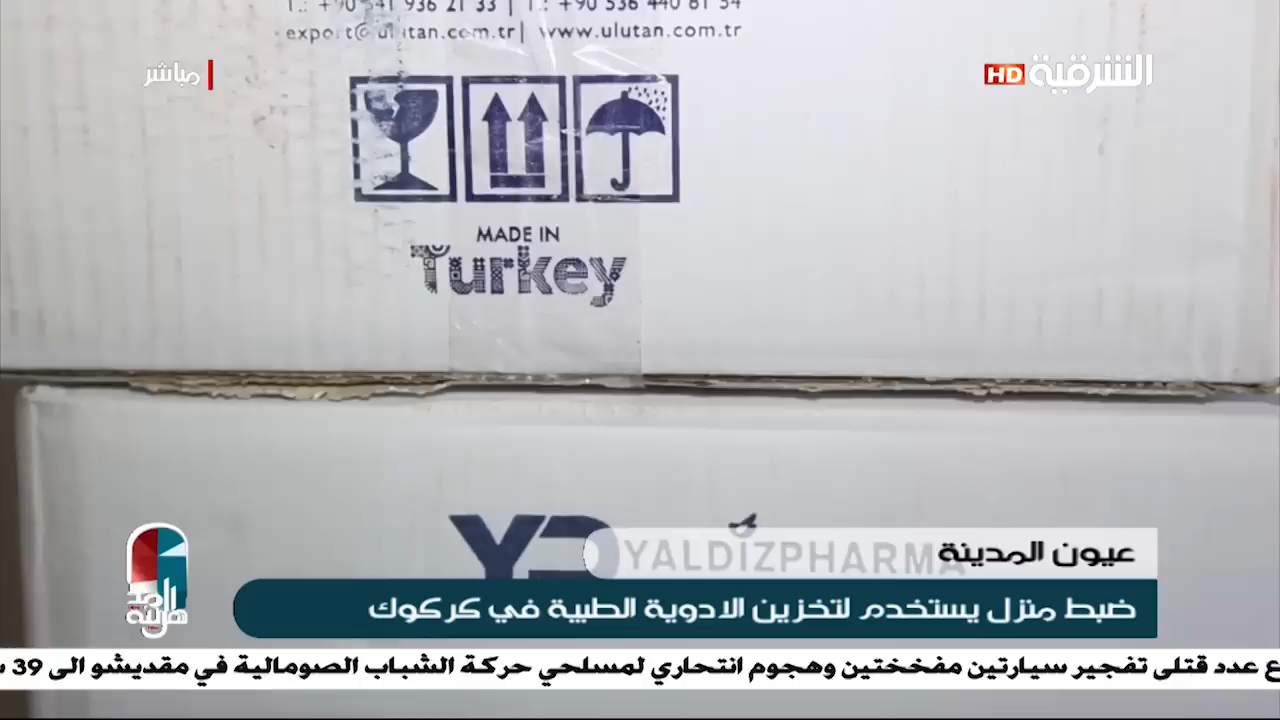 export@ulutan.com.tr| www.ulutan.com.tr
مباشر
الشرقية HD
MADE IN
Turkey
YALDIZPHARMA
عيون المدينة
ضبط منزل يستخدم لتخزين الادوية الطبية في كركوك
عدد قتلى تفجير سيارتين مفخختين وهجوم انتحاري لمسلحي حركة الشباب الصومالية في مقديشو الى 39